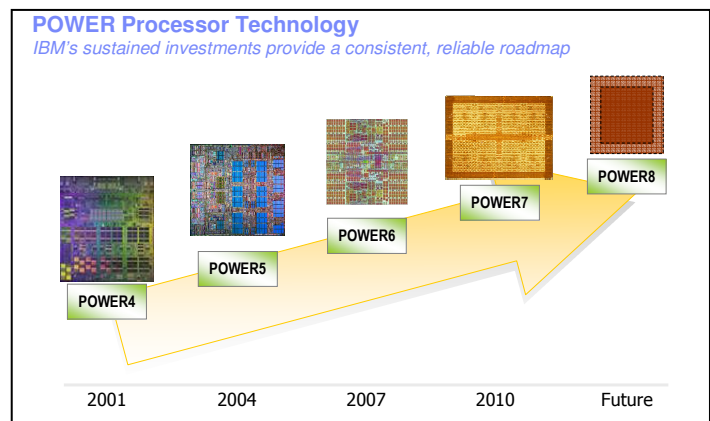 POWER Processor Technology
IBM's sustained investments provide a consistent, reliable roadmap
POWER4
POWER5
POWER6
POWER7
POWER8
2001
2004
2007
2010
Future